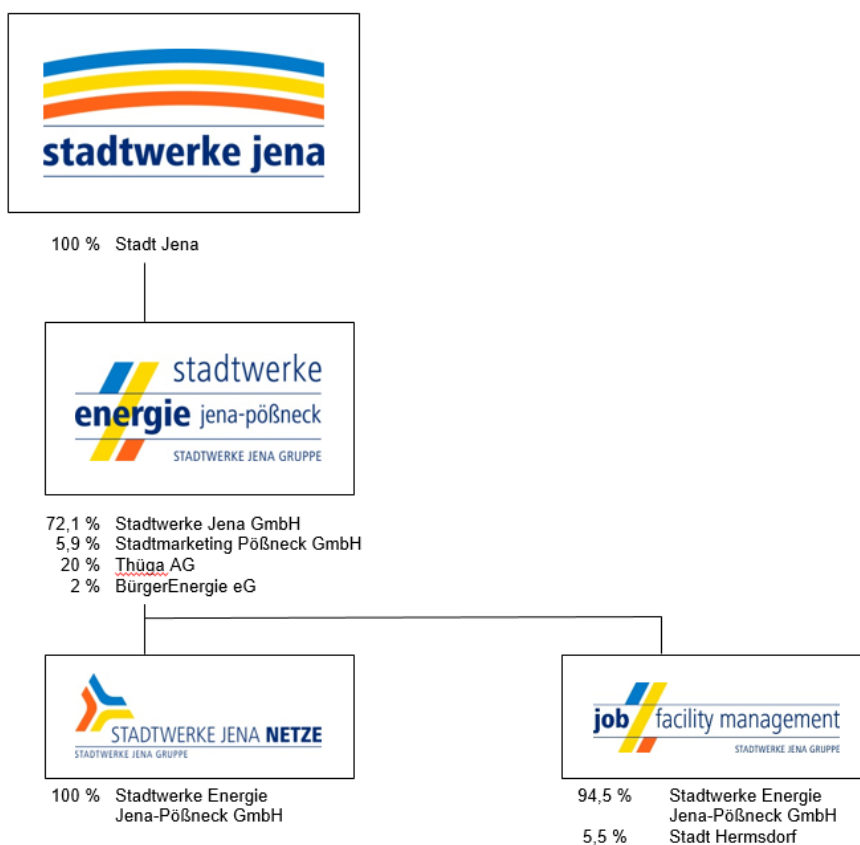 stadtwerke jena
100 % Stadt Jena
stadtwerke
energie jena-pößneck
STADTWERKE JENA GRUPPE
72,1 % Stadtwerke Jena GmbH
5,9 % Stadtmarketing Pößneck GmbH
20 % Thüga AG
2 % BürgerEnergie eG
STADTWERKE JENA NETZE
STADTWERKE JENA GRUPPE
100 % Stadtwerke Energie
Jena-Pößneck GmbH
job facility management
STADTWERKE JENA GRUPPE
94,5 % Stadtwerke Energie
Jena-Pößneck GmbH
5,5 % Stadt Hermsdorf